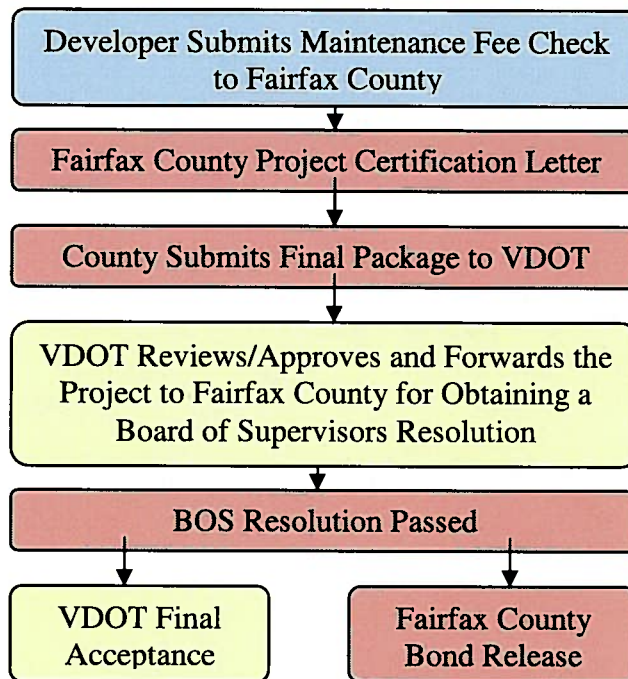 Developer Submits Maintenance Fee Check
to Fairfax County
Fairfax County Project Certification Letter
County Submits Final Package to VDOT
VDOT Reviews/Approves and Forwards the
Project to Fairfax County for Obtaining a
Board of Supervisors Resolution
BOS Resolution Passed
VDOT Final
Acceptance
Fairfax County
Bond Release